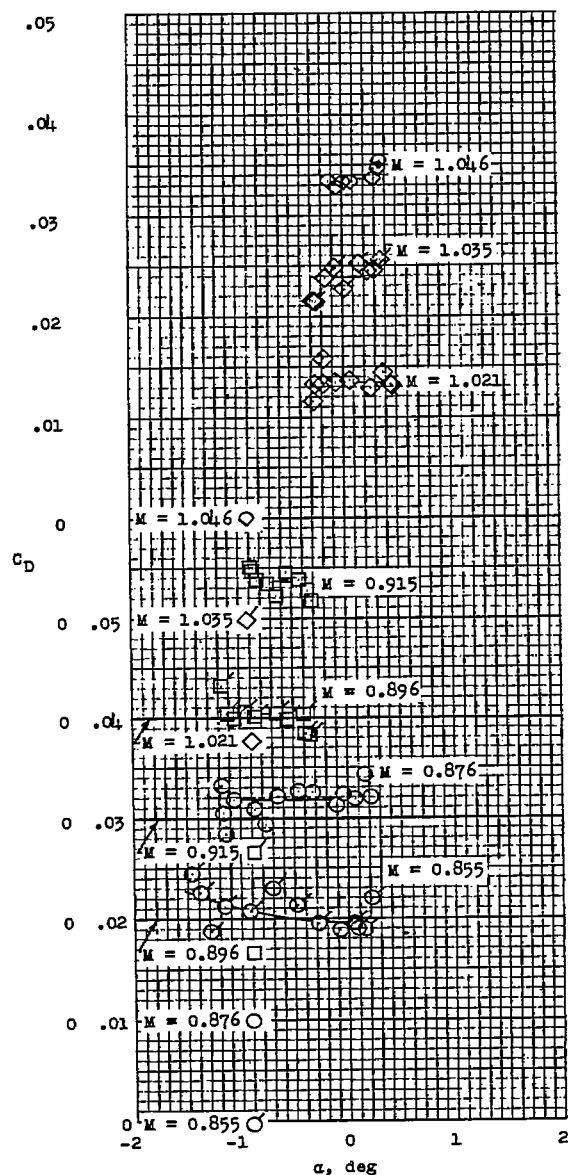 .05
.04
M = 1.046
.03
M = 1.035
.02
M = 1.021
.01
0 M = 1.046
C_D
M = 0.915
0 .05 M = 1.035
M = 0.896
0 .04
M = 1.021
M = 0.876
0 .03
M = 0.915
M = 0.855
0 .02
M = 0.896
0 .01 M = 0.876
0 M = 0.855
-2 -1 0 1 2
α, deg